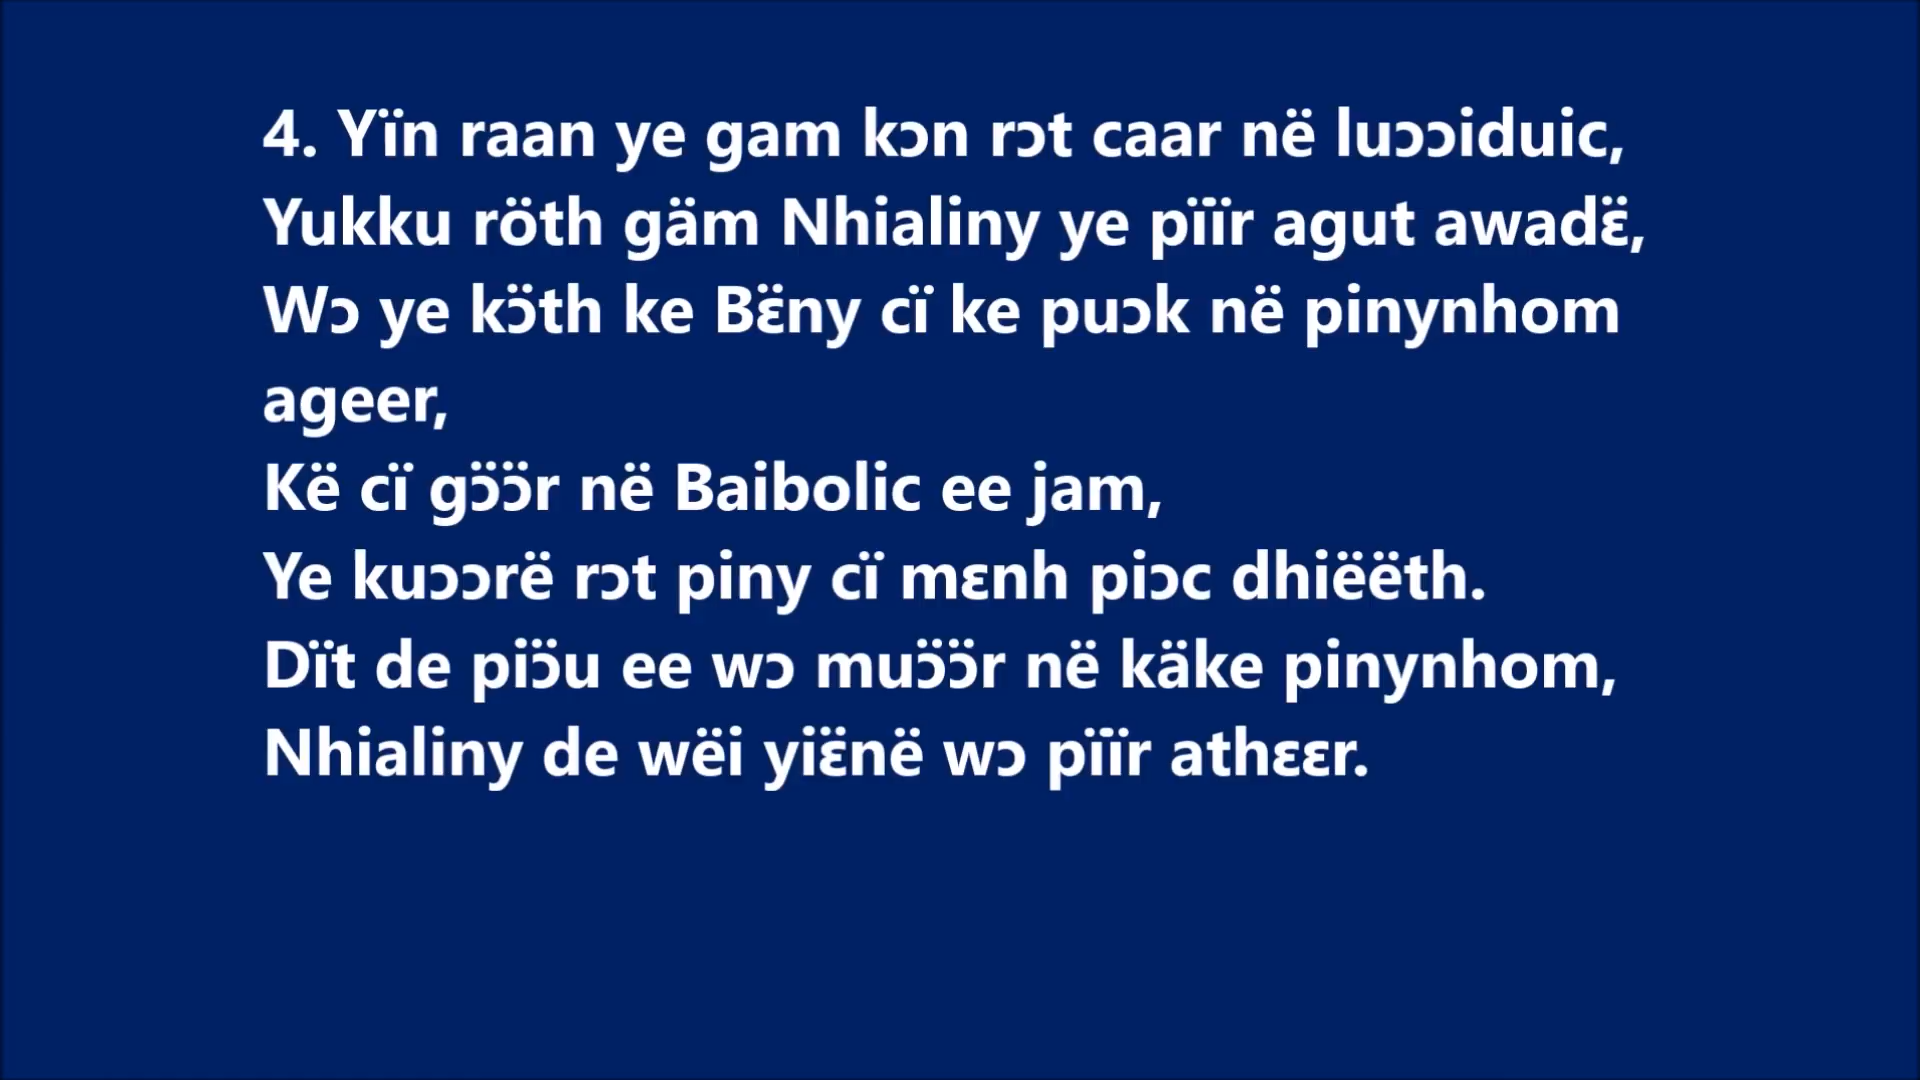 4. Yïn raan ye gam kɔn rɔt caar në luɔɔiduic,
Yukku röth gäm Nhialiny ye pïïr agut awadɛ̈,
Wɔ ye kɔ̈th ke Bɛ̈ny cï ke puɔk në pinynhom
ageer,
Kë cï gɔ̈ɔ̈r në Baibolic ee jam,
Ye kuɔɔrë rɔt piny cï mɛnh piɔc dhiëëth.
Dït de piɔ̈u ee wɔ muɔ̈ɔ̈r në käke pinynhom,
Nhialiny de wëi yiɛ̈në wɔ pïïr athɛɛr.